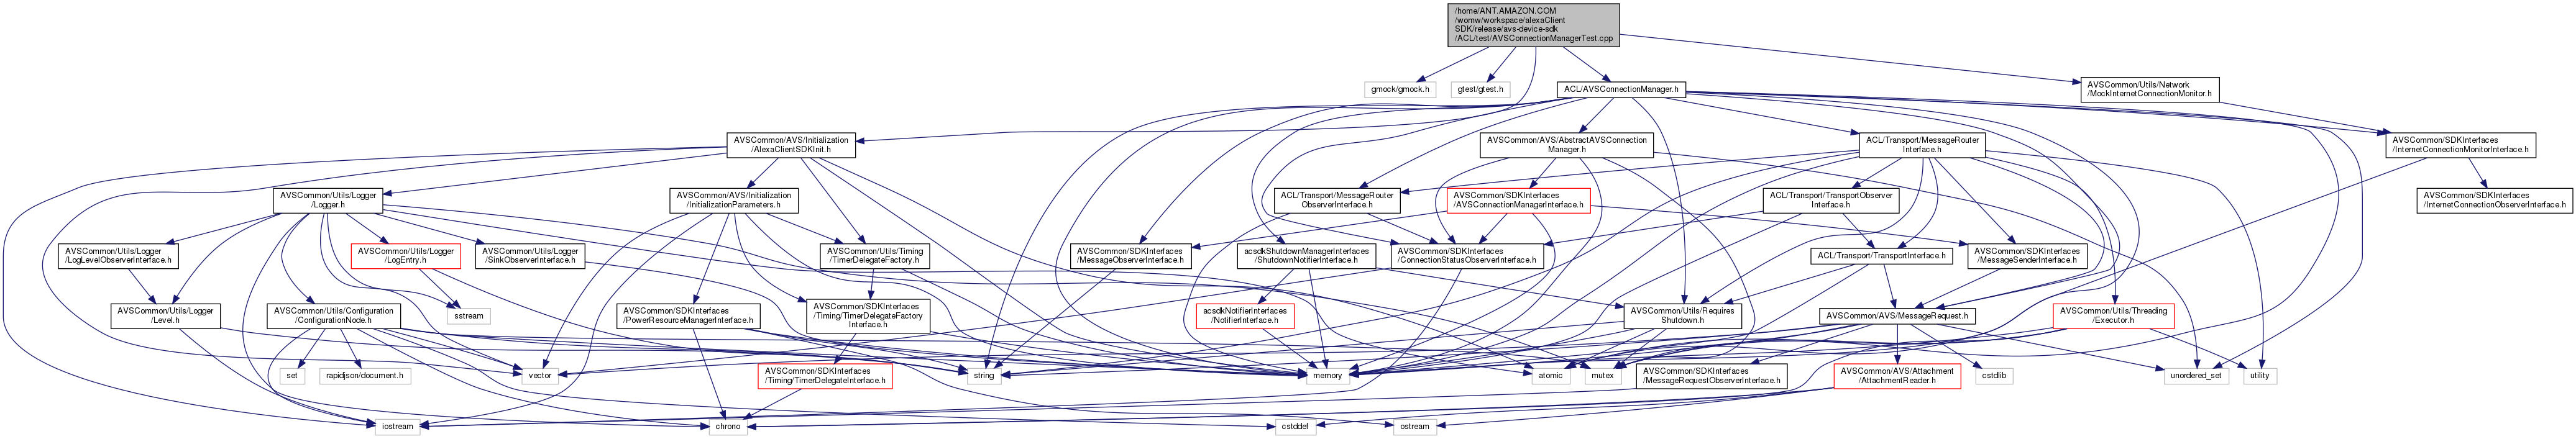 /home/ANT.AMAZON.COM
/womw/workspace/alexaClient
SDK/release/avs-device-sdk
/ACL/test/AVSConnectionManagerTest.cpp
gmock/gmock.h
gtest/gtest.h
ACL/AVSConnectionManager.h
AVSCommon/Utils/Network
/MockInternetConnectionMonitor.h
AVSCommon/AVS/Initialization
/AlexaClientSDKInit.h
AVSCommon/AVS/AbstractAVSConnection
Manager.h
ACL/Transport/MessageRouter
Interface.h
AVSCommon/SDKInterfaces
/InternetConnectionMonitorInterface.h
AVSCommon/Utils/Logger
/Logger.h
AVSCommon/AVS/Initialization
/InitializationParameters.h
ACL/Transport/MessageRouter
ObserverInterface.h
AVSCommon/SDKInterfaces
/AVSConnectionManagerInterface.h
ACL/Transport/TransportObserver
Interface.h
AVSCommon/SDKInterfaces
/InternetConnectionObserverInterface.h
AVSCommon/Utils/Logger
/LogLevelObserverInterface.h
AVSCommon/Utils/Logger
/LogEntry.h
AVSCommon/Utils/Logger
/SinkObserverInterface.h
AVSCommon/Utils/Timing
/TimerDelegateFactory.h
AVSCommon/SDKInterfaces
/MessageObserverInterface.h
acsdkShutdownManagerInterfaces
/ShutdownNotifierInterface.h
AVSCommon/SDKInterfaces
/ConnectionStatusObserverInterface.h
ACL/Transport/TransportInterface.h
AVSCommon/SDKInterfaces
/MessageSenderInterface.h
AVSCommon/Utils/Logger
/Level.h
AVSCommon/Utils/Configuration
/ConfigurationNode.h
sstream
AVSCommon/SDKInterfaces
/PowerResourceManagerInterface.h
AVSCommon/SDKInterfaces
/Timing/TimerDelegateFactory
Interface.h
acsdkNotifierInterfaces
/NotifierInterface.h
AVSCommon/Utils/Requires
Shutdown.h
AVSCommon/AVS/MessageRequest.h
AVSCommon/Utils/Threading
/Executor.h
set
rapidjson/document.h
vector
AVSCommon/SDKInterfaces
/Timing/TimerDelegateInterface.h
string
memory
atomic
mutex
AVSCommon/SDKInterfaces
/MessageRequestObserverInterface.h
AVSCommon/AVS/Attachment
/AttachmentReader.h
cstdlib
unordered_set
utility
iostream
cstddef
ostream
chrono